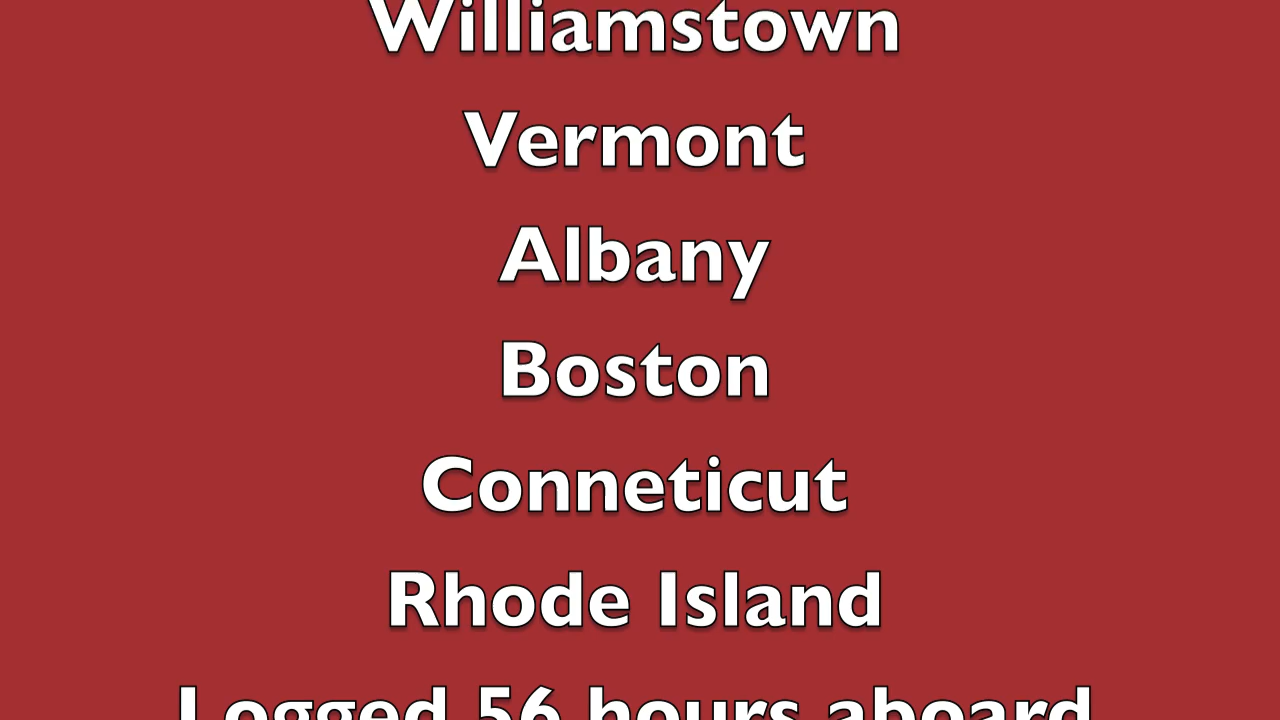 Williamstown
Vermont
Albany
Boston
Conneticut
Rhode Island
Logged 56 hours aboard